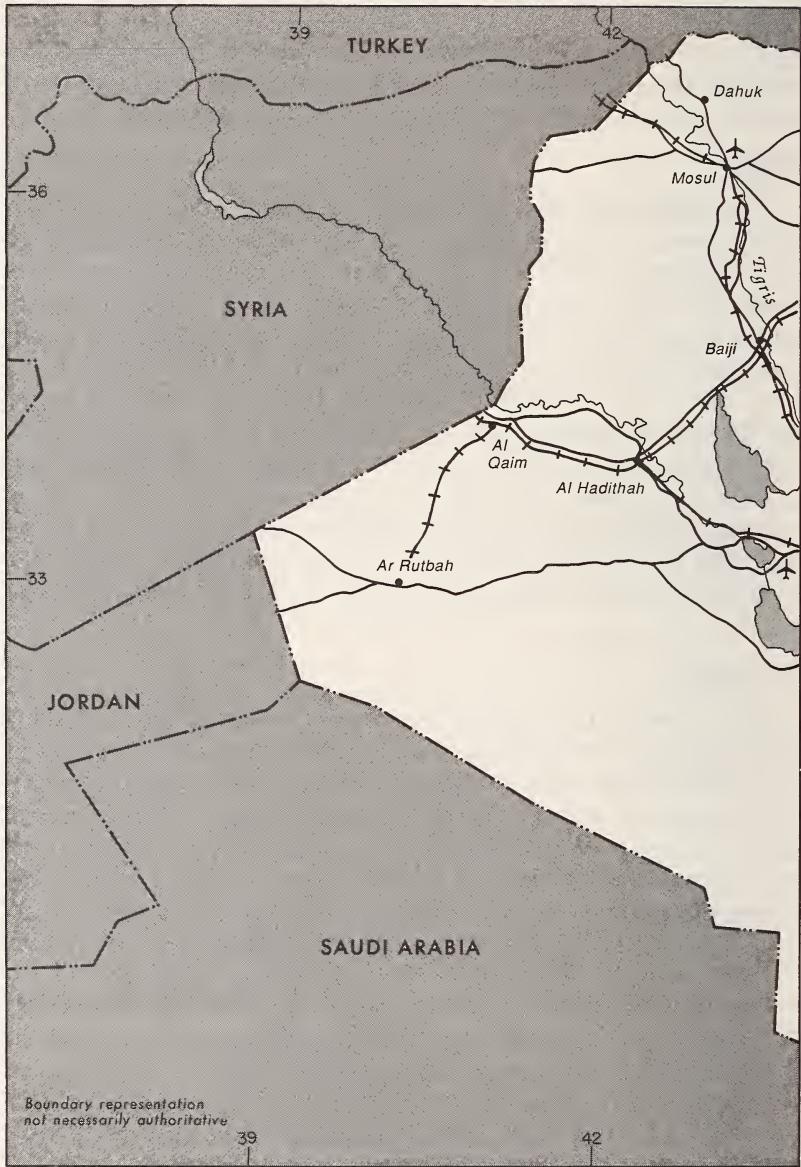 39
42
TURKEY
Dahuk
36
Mosul
Tigris
SYRIA
Baiji
Al
Qaim
Al Hadithah
33
Ar Rutbah
JORDAN
SAUDI ARABIA
Boundary representation
not necessarily authoritative
39
42